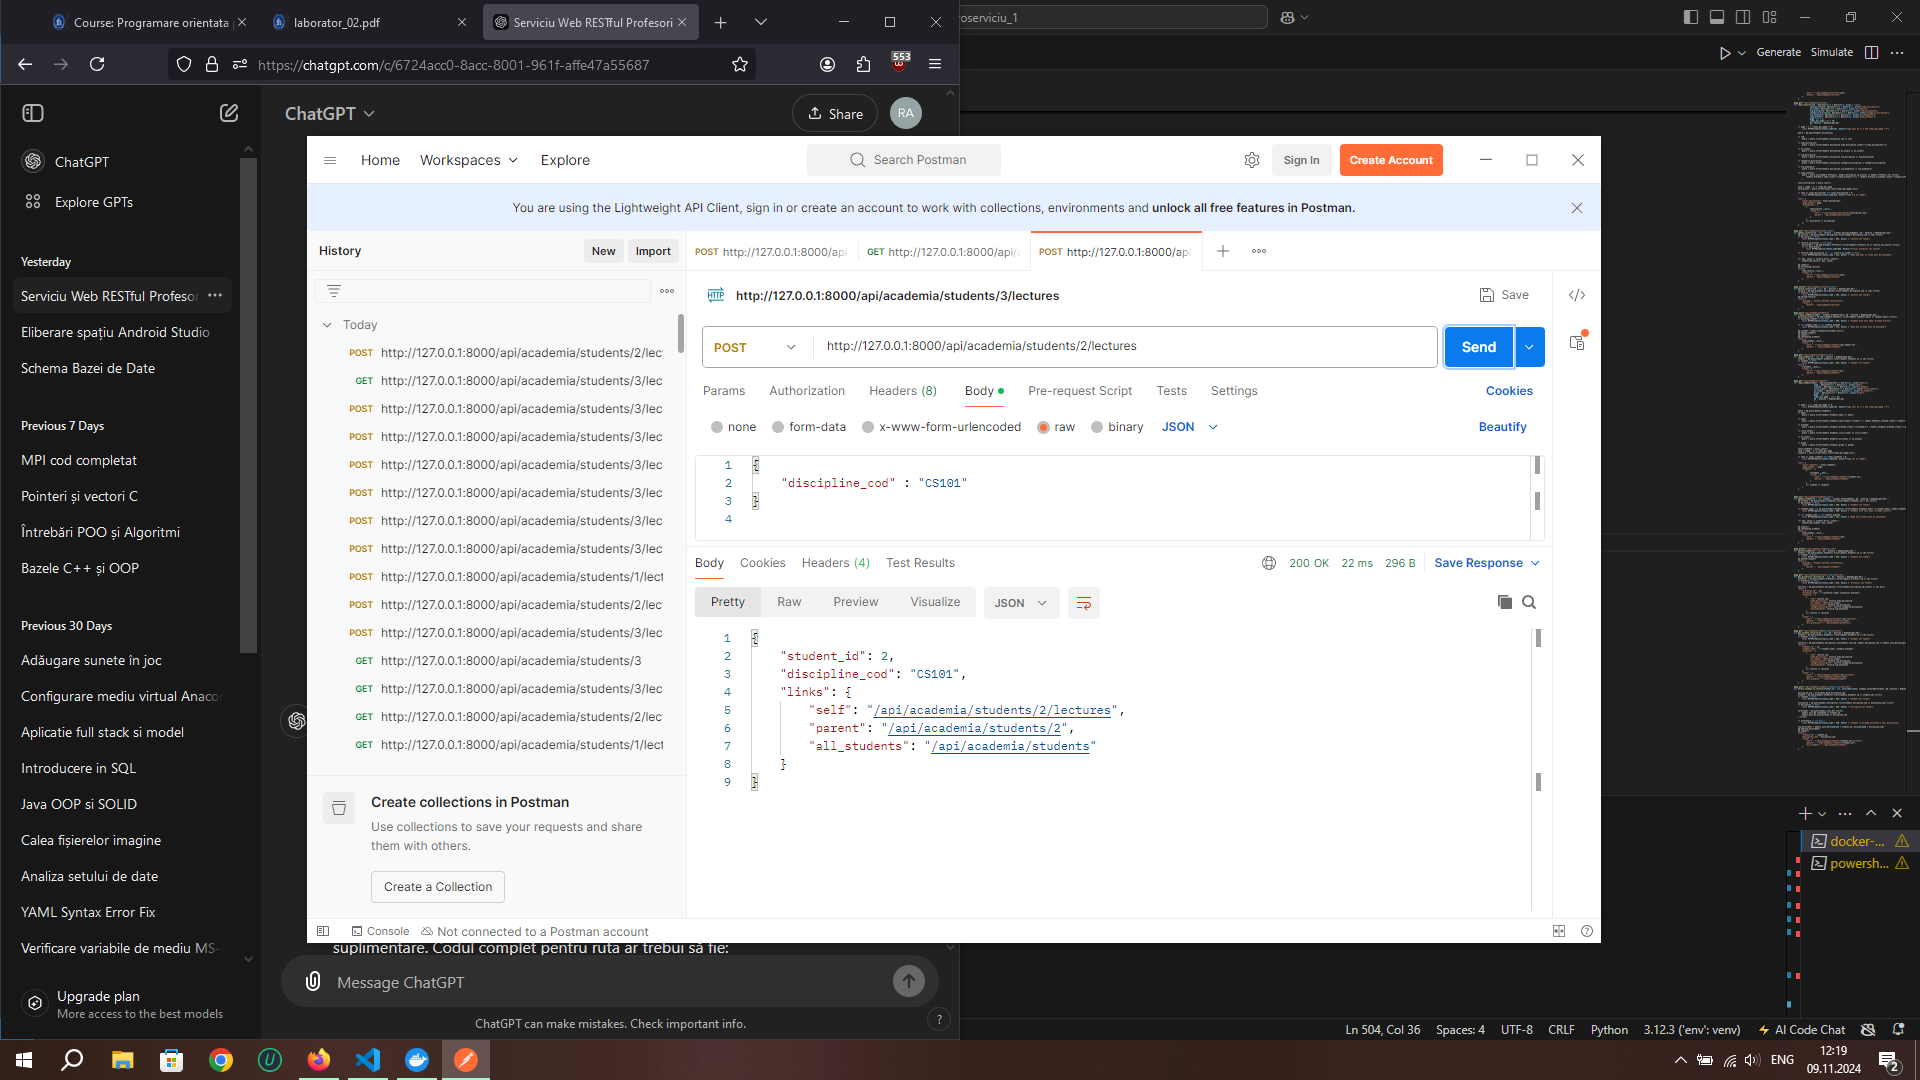 Course: Programare orientata
laborator_02.pdf
Serviciu Web RESTful Profesori
oserviciu_1
https://chatgpt.com/c/6724acc0-8acc-8001-961f-affe47a55687
553
Generate
Simulate
ChatGPT
Share
RA
ChatGPT
Explore GPTs
Yesterday
Serviciu Web RESTful Profesor
Eliberare spațiu Android Studio
Schema Bazei de Date
Previous 7 Days
MPI cod completat
Pointeri și vectori C
Întrebări POO și Algoritmi
Bazele C++ și OOP
Previous 30 Days
Adăugare sunete în joc
Configurare mediu virtual Anaco
Aplicatie full stack si model
Introducere in SQL
Java OOP si SOLID
Calea fișierelor imagine
Analiza setului de date
YAML Syntax Error Fix
Verificare variabile de mediu MS-
Upgrade plan
More access to the best models
Home
Workspaces
Explore
Search Postman
Sign In
Create Account
You are using the Lightweight API Client, sign in or create an account to work with collections, environments and unlock all free features in Postman.
History
New
Import
Today
POST http://127.0.0.1:8000/api/academia/students/2/lec
GET http://127.0.0.1:8000/api/academia/students/3/lec
POST http://127.0.0.1:8000/api/academia/students/3/lec
POST http://127.0.0.1:8000/api/academia/students/3/lec
POST http://127.0.0.1:8000/api/academia/students/3/lec
POST http://127.0.0.1:8000/api/academia/students/3/lec
POST http://127.0.0.1:8000/api/academia/students/3/lec
POST http://127.0.0.1:8000/api/academia/students/3/lec
POST http://127.0.0.1:8000/api/academia/students/1/lect
POST http://127.0.0.1:8000/api/academia/students/2/lec
POST http://127.0.0.1:8000/api/academia/students/3/lec
GET http://127.0.0.1:8000/api/academia/students/3
GET http://127.0.0.1:8000/api/academia/students/3/lec
GET http://127.0.0.1:8000/api/academia/students/2/lec
GET http://127.0.0.1:8000/api/academia/students/1/lect
Create collections in Postman
Use collections to save your requests and share
them with others.
Create a Collection
POST http://127.0.0.1:8000/api
GET http://127.0.0.1:8000/api/
POST http://127.0.0.1:8000/api
HTTP
http://127.0.0.1:8000/api/academia/students/3/lectures
Save
POST
http://127.0.0.1:8000/api/academia/students/2/lectures
Send
Params
Authorization
Headers (8)
Body
Pre-request Script
Tests
Settings
Cookies
none
form-data
x-www-form-urlencoded
raw
binary
JSON
Beautify
1 {
2 "discipline_cod" : "CS101"
3 }
4
Body
Cookies
Headers (4)
Test Results
200 OK
22 ms
296 B
Save Response
Pretty
Raw
Preview
Visualize
JSON
1 {
2 "student_id": 2,
3 "discipline_cod": "CS101",
4 "links": {
5 "self": "/api/academia/students/2/lectures",
6 "parent": "/api/academia/students/2",
7 "all_students": "/api/academia/students"
8 }
9 }
Console
Not connected to a Postman account
suplimentare. Codul complet pentru ruta ar trebui să fie:
Message ChatGPT
ChatGPT can make mistakes. Check important info.
?
docker-...
powersh...
Ln 504, Col 36
Spaces: 4
UTF-8
CRLF
Python
3.12.3 ('env': venv)
AI Code Chat
ENG
12:19
09.11.2024
2